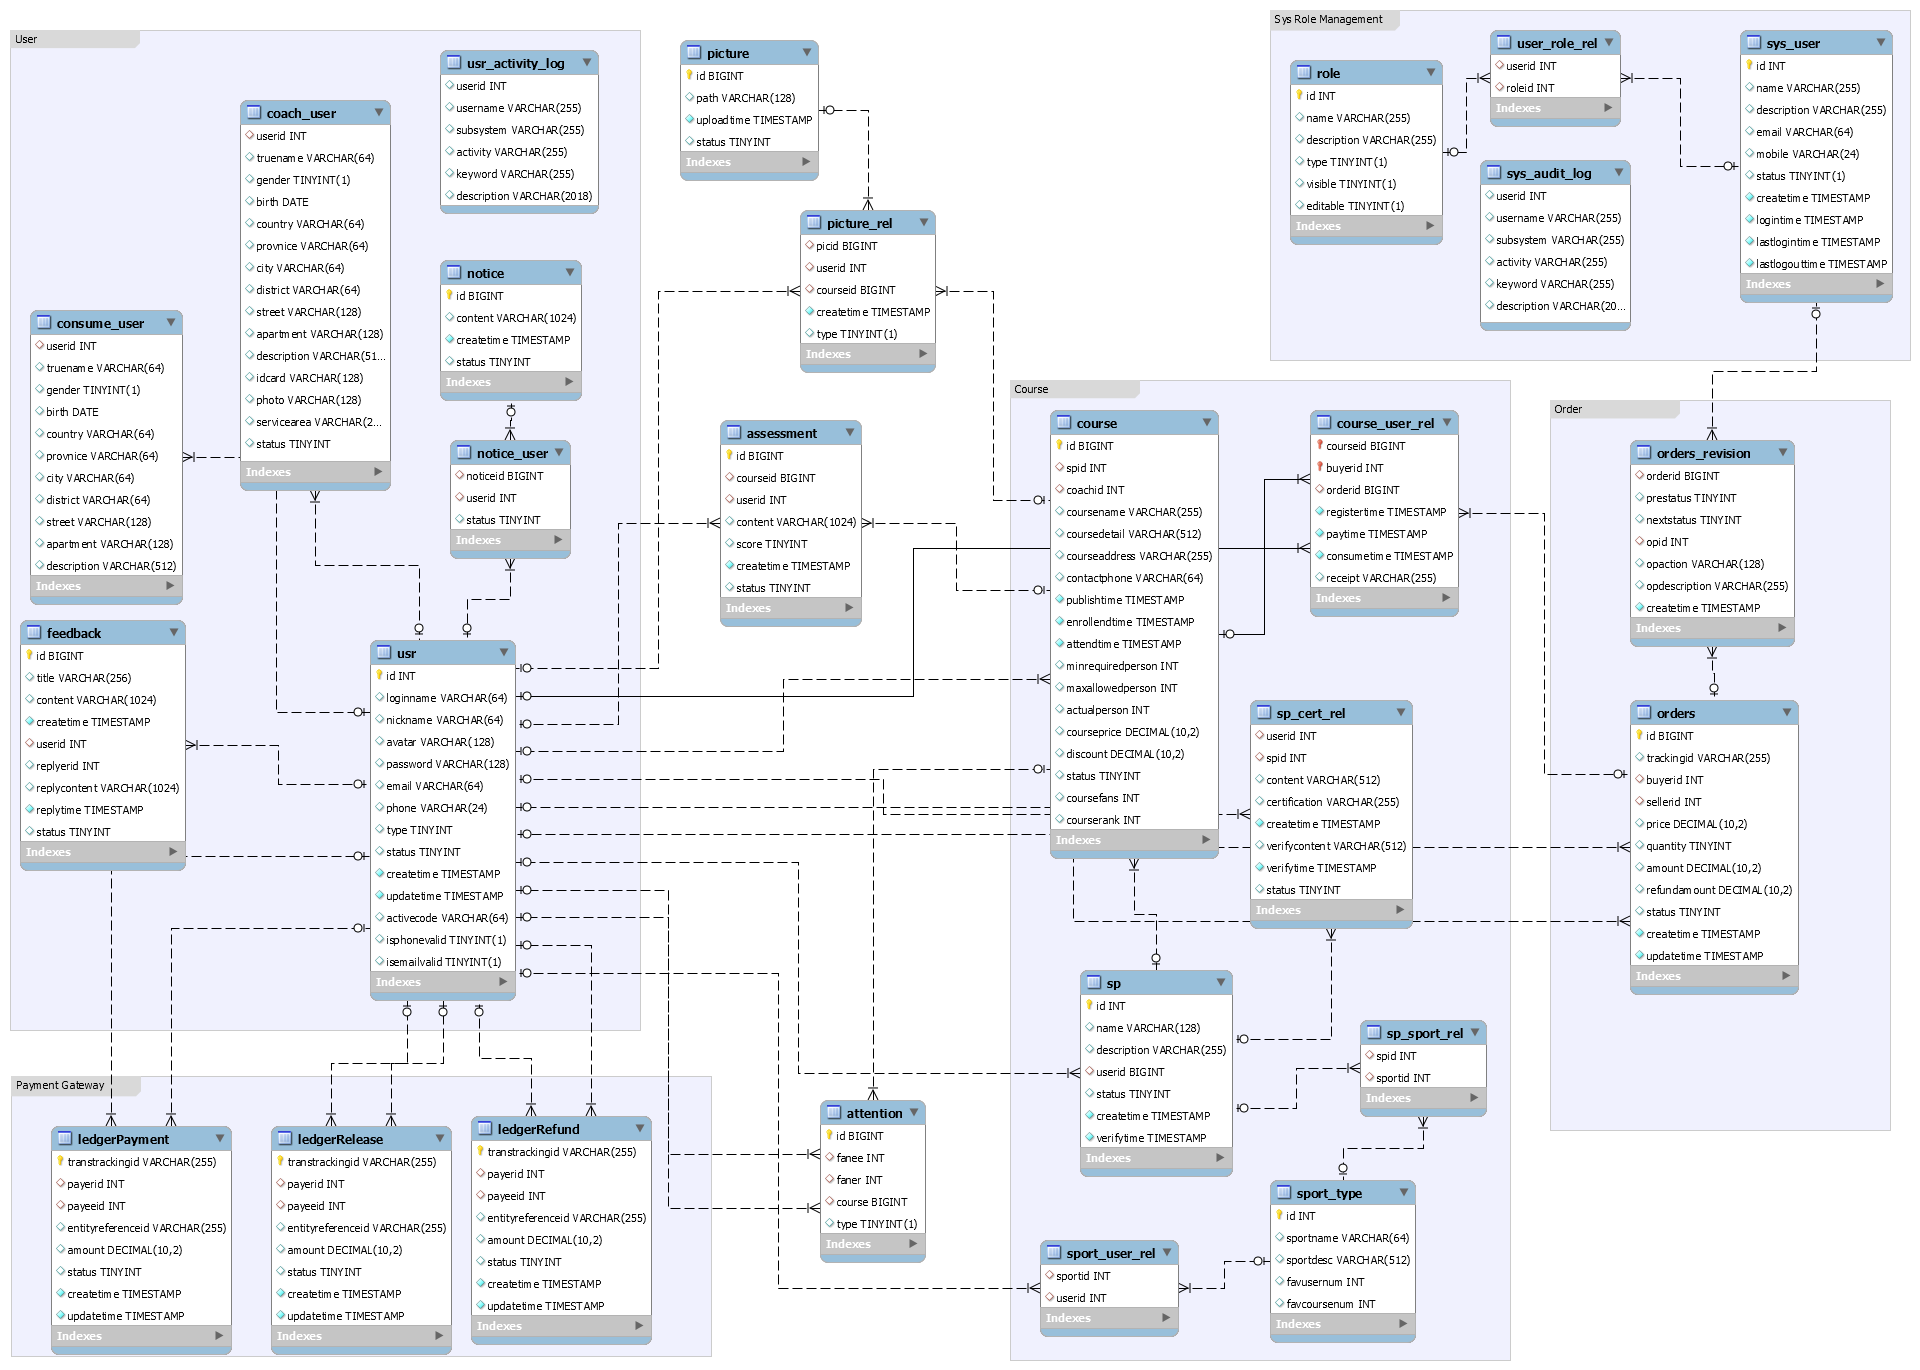 User
usr_activity_log
userid INT
username VARCHAR(255)
subsystem VARCHAR(255)
activity VARCHAR(255)
keyword VARCHAR(255)
description VARCHAR(2018)
coach_user
userid INT
truename VARCHAR(64)
gender TINYINT(1)
birth DATE
country VARCHAR(64)
provnice VARCHAR(64)
city VARCHAR(64)
district VARCHAR(64)
street VARCHAR(128)
apartment VARCHAR(128)
description VARCHAR(51...
idcard VARCHAR(128)
photo VARCHAR(128)
servicearea VARCHAR(2...
status TINYINT
Indexes
notice
id BIGINT
content VARCHAR(1024)
createtime TIMESTAMP
status TINYINT
Indexes
consume_user
userid INT
truename VARCHAR(64)
gender TINYINT(1)
birth DATE
country VARCHAR(64)
provnice VARCHAR(64)
city VARCHAR(64)
district VARCHAR(64)
street VARCHAR(128)
apartment VARCHAR(128)
description VARCHAR(512)
Indexes
notice_user
noticeid BIGINT
userid INT
status TINYINT
Indexes
feedback
id BIGINT
title VARCHAR(256)
content VARCHAR(1024)
createtime TIMESTAMP
userid INT
replyerid INT
replycontent VARCHAR(1024)
replytime TIMESTAMP
status TINYINT
Indexes
usr
id INT
loginname VARCHAR(64)
nickname VARCHAR(64)
avatar VARCHAR(128)
password VARCHAR(128)
email VARCHAR(64)
phone VARCHAR(24)
type TINYINT
status TINYINT
createtime TIMESTAMP
updatetime TIMESTAMP
activecode VARCHAR(64)
isphonevalid TINYINT(1)
isemailvalid TINYINT(1)
Indexes
picture
id BIGINT
path VARCHAR(128)
uploadtime TIMESTAMP
status TINYINT
Indexes
picture_rel
picid BIGINT
userid INT
courseid BIGINT
createtime TIMESTAMP
type TINYINT(1)
Indexes
assessment
id BIGINT
courseid BIGINT
userid INT
content VARCHAR(1024)
score TINYINT
createtime TIMESTAMP
status TINYINT
Indexes
Sys Role Management
role
id INT
name VARCHAR(255)
description VARCHAR(255)
type TINYINT(1)
visible TINYINT(1)
editable TINYINT(1)
Indexes
user_role_rel
userid INT
roleid INT
Indexes
sys_audit_log
userid INT
username VARCHAR(255)
subsystem VARCHAR(255)
activity VARCHAR(255)
keyword VARCHAR(255)
description VARCHAR(20...
sys_user
id INT
name VARCHAR(255)
description VARCHAR(255)
email VARCHAR(64)
mobile VARCHAR(24)
status TINYINT(1)
createtime TIMESTAMP
logintime TIMESTAMP
lastlogintime TIMESTAMP
lastlogouttime TIMESTAMP
Indexes
Course
course
id BIGINT
spid INT
coachid INT
coursename VARCHAR(255)
coursedetail VARCHAR(512)
courseaddress VARCHAR(255)
contactphone VARCHAR(64)
publishtime TIMESTAMP
enrollendtime TIMESTAMP
attendtime TIMESTAMP
minrequiredperson INT
maxallowedperson INT
actualperson INT
courseprice DECIMAL(10,2)
discount DECIMAL(10,2)
status TINYINT
coursefans INT
courserank INT
Indexes
course_user_rel
courseid BIGINT
buyerid INT
orderid BIGINT
registertime TIMESTAMP
paytime TIMESTAMP
consumetime TIMESTAMP
receipt VARCHAR(255)
Indexes
sp_cert_rel
userid INT
spid INT
content VARCHAR(512)
certification VARCHAR(255)
createtime TIMESTAMP
verifycontent VARCHAR(512)
verifytime TIMESTAMP
status TINYINT
Indexes
sp
id INT
name VARCHAR(128)
description VARCHAR(255)
userid BIGINT
status TINYINT
createtime TIMESTAMP
verifytime TIMESTAMP
Indexes
sp_sport_rel
spid INT
sportid INT
Indexes
sport_type
id INT
sportname VARCHAR(64)
sportdesc VARCHAR(512)
favusernum INT
favcoursenum INT
Indexes
sport_user_rel
sportid INT
userid INT
Indexes
Order
orders_revision
orderid BIGINT
prestatus TINYINT
nextstatus TINYINT
opid INT
opaction VARCHAR(128)
opdescription VARCHAR(255)
createtime TIMESTAMP
Indexes
orders
id BIGINT
trackingid VARCHAR(255)
buyerid INT
sellerid INT
price DECIMAL(10,2)
quantity TINYINT
amount DECIMAL(10,2)
refundamount DECIMAL(10,2)
status TINYINT
createtime TIMESTAMP
updatetime TIMESTAMP
Indexes
Payment Gateway
ledgerPayment
transtrackingid VARCHAR(255)
payerid INT
payeeid INT
entityreferenceid VARCHAR(255)
amount DECIMAL(10,2)
status TINYINT
createtime TIMESTAMP
updatetime TIMESTAMP
Indexes
ledgerRelease
transtrackingid VARCHAR(255)
payerid INT
payeeid INT
entityreferenceid VARCHAR(255)
amount DECIMAL(10,2)
status TINYINT
createtime TIMESTAMP
updatetime TIMESTAMP
Indexes
ledgerRefund
transtrackingid VARCHAR(255)
payerid INT
payeeid INT
entityreferenceid VARCHAR(255)
amount DECIMAL(10,2)
status TINYINT
createtime TIMESTAMP
updatetime TIMESTAMP
Indexes
attention
id BIGINT
fanee INT
faner INT
course BIGINT
type TINYINT(1)
Indexes